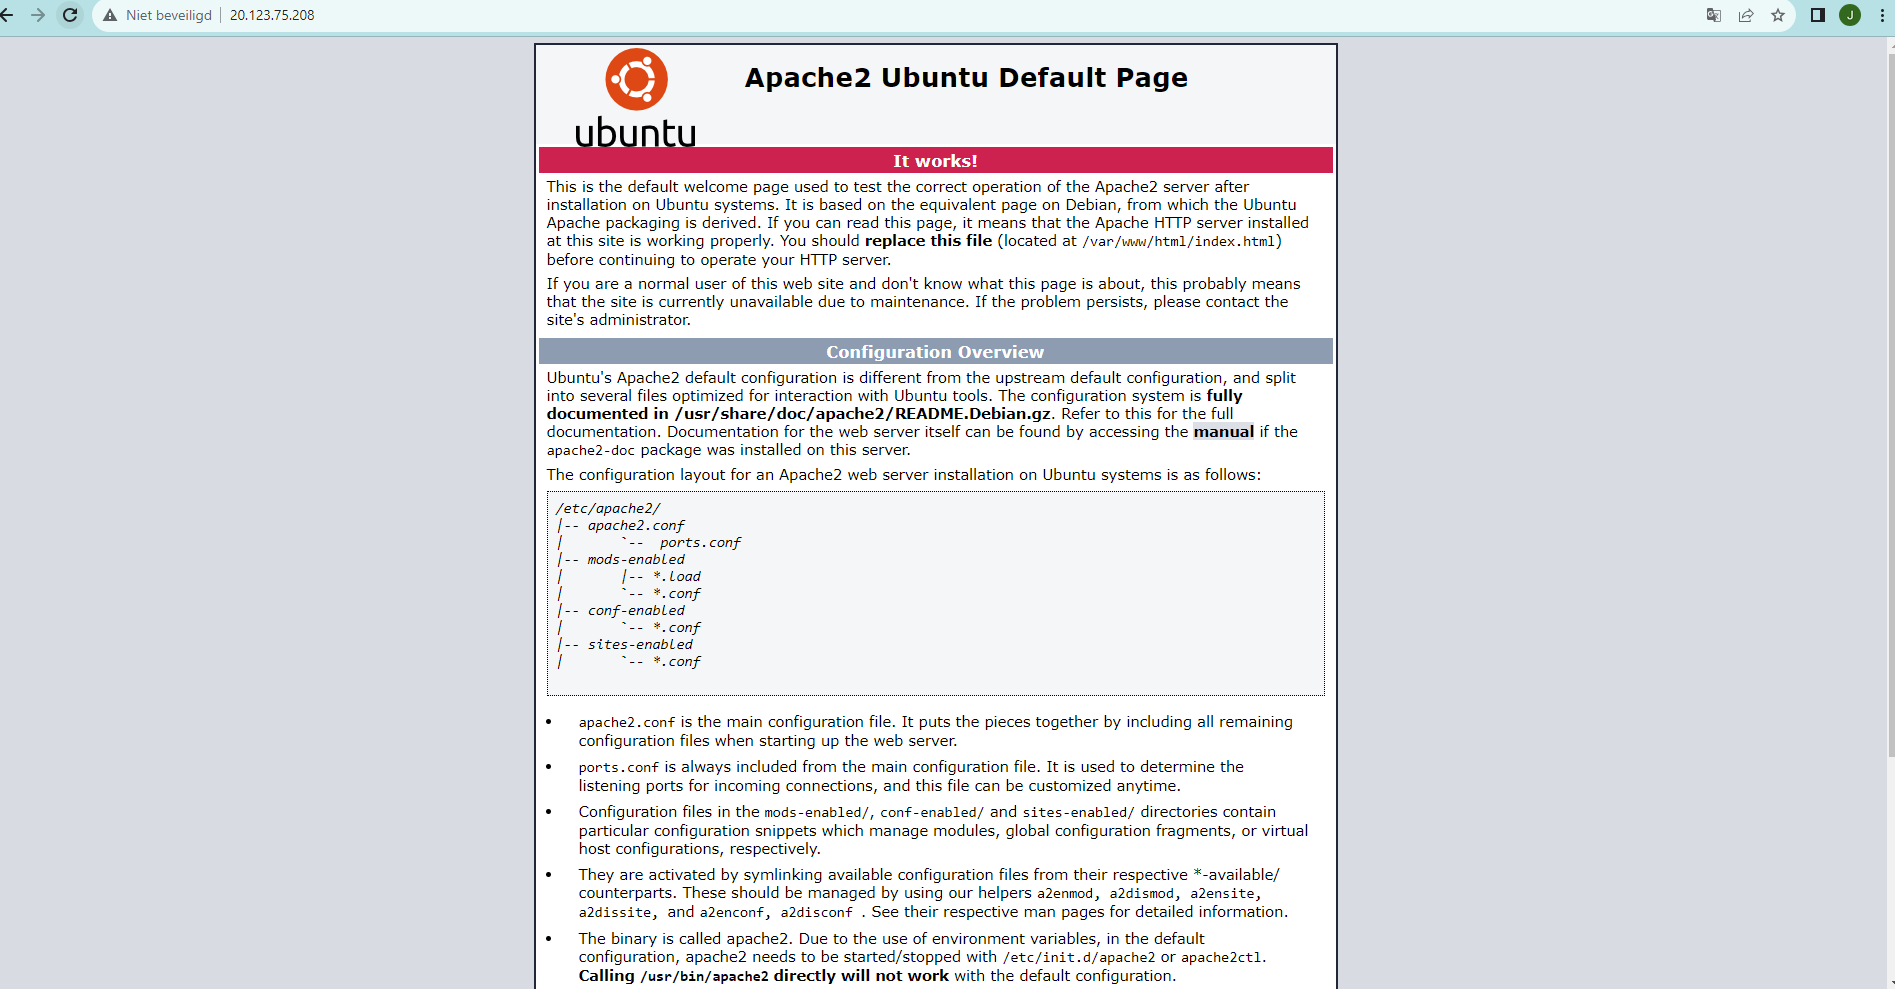 Niet beveiligd 20.123.75.208
J
ubuntu
Apache2 Ubuntu Default Page
It works!
This is the default welcome page used to test the correct operation of the Apache2 server after
installation on Ubuntu systems. It is based on the equivalent page on Debian, from which the Ubuntu
Apache packaging is derived. If you can read this page, it means that the Apache HTTP server installed
at this site is working properly. You should replace this file (located at /var/www/html/index.html)
before continuing to operate your HTTP server.
If you are a normal user of this web site and don't know what this page is about, this probably means
that the site is currently unavailable due to maintenance. If the problem persists, please contact the
site's administrator.
Configuration Overview
Ubuntu's Apache2 default configuration is different from the upstream default configuration, and split
into several files optimized for interaction with Ubuntu tools. The configuration system is fully
documented in /usr/share/doc/apache2/README.Debian.gz. Refer to this for the full
documentation. Documentation for the web server itself can be found by accessing the manual if the
apache2-doc package was installed on this server.
The configuration layout for an Apache2 web server installation on Ubuntu systems is as follows:
/etc/apache2/
|-- apache2.conf
|       `--  ports.conf
|-- mods-enabled
|       |-- *.load
|       `-- *.conf
|-- conf-enabled
|       `-- *.conf
|-- sites-enabled
|       `-- *.conf
• apache2.conf is the main configuration file. It puts the pieces together by including all remaining
configuration files when starting up the web server.
• ports.conf is always included from the main configuration file. It is used to determine the
listening ports for incoming connections, and this file can be customized anytime.
• Configuration files in the mods-enabled/, conf-enabled/ and sites-enabled/ directories contain
particular configuration snippets which manage modules, global configuration fragments, or virtual
host configurations, respectively.
• They are activated by symlinking available configuration files from their respective *-available/
counterparts. These should be managed by using our helpers a2enmod, a2dismod, a2ensite,
a2dissite, and a2enconf, a2disconf . See their respective man pages for detailed information.
• The binary is called apache2. Due to the use of environment variables, in the default
configuration, apache2 needs to be started/stopped with /etc/init.d/apache2 or apache2ctl.
Calling /usr/bin/apache2 directly will not work with the default configuration.